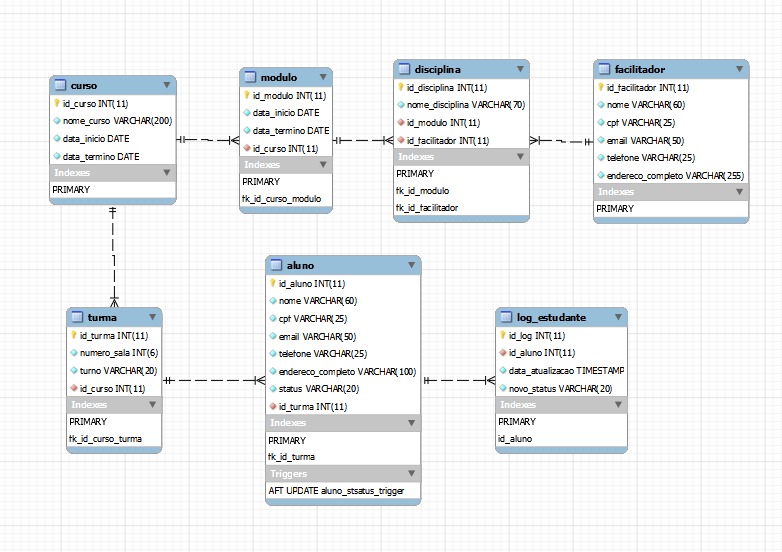 curso
id_curso INT(11)
nome_curso VARCHAR(200)
data_inicio DATE
data_termino DATE
Indexes
PRIMARY
modulo
id_modulo INT(11)
data_inicio DATE
data_termino DATE
id_curso INT(11)
Indexes
PRIMARY
fk_id_curso_modulo
disciplina
id_disciplina INT(11)
nome_disciplina VARCHAR(70)
id_modulo INT(11)
id_facilitador INT(11)
Indexes
PRIMARY
fk_id_modulo
fk_id_facilitador
facilitador
id_facilitador INT(11)
nome VARCHAR(60)
cpf VARCHAR(25)
email VARCHAR(50)
telefone VARCHAR(25)
endereco_completo VARCHAR(255)
Indexes
PRIMARY
turma
id_turma INT(11)
numero_sala INT(6)
turno VARCHAR(20)
id_curso INT(11)
Indexes
PRIMARY
fk_id_curso_turma
aluno
id_aluno INT(11)
nome VARCHAR(60)
cpf VARCHAR(25)
email VARCHAR(50)
telefone VARCHAR(25)
endereco_completo VARCHAR(100)
status VARCHAR(20)
id_turma INT(11)
Indexes
PRIMARY
fk_id_turma
Triggers
AFT UPDATE aluno_stsatus_trigger
log_estudante
id_log INT(11)
id_aluno INT(11)
data_atualizacao TIMESTAMP
novo_status VARCHAR(20)
Indexes
PRIMARY
id_aluno